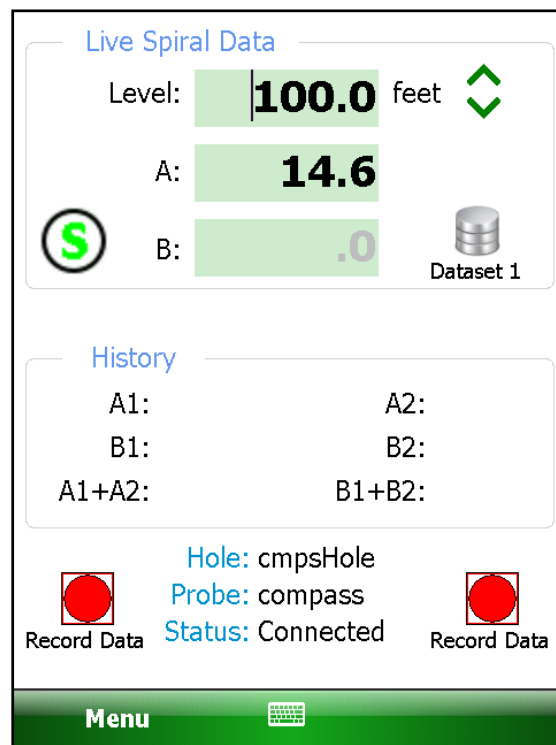 Live Spiral Data
Level: 100.0 feet
A: 14.6
S
B: .0
Dataset 1
History
A1: A2:
B1: B2:
A1+A2: B1+B2:
Hole: cmpsHole
Probe: compass
Status: Connected
Record Data
Record Data
Menu